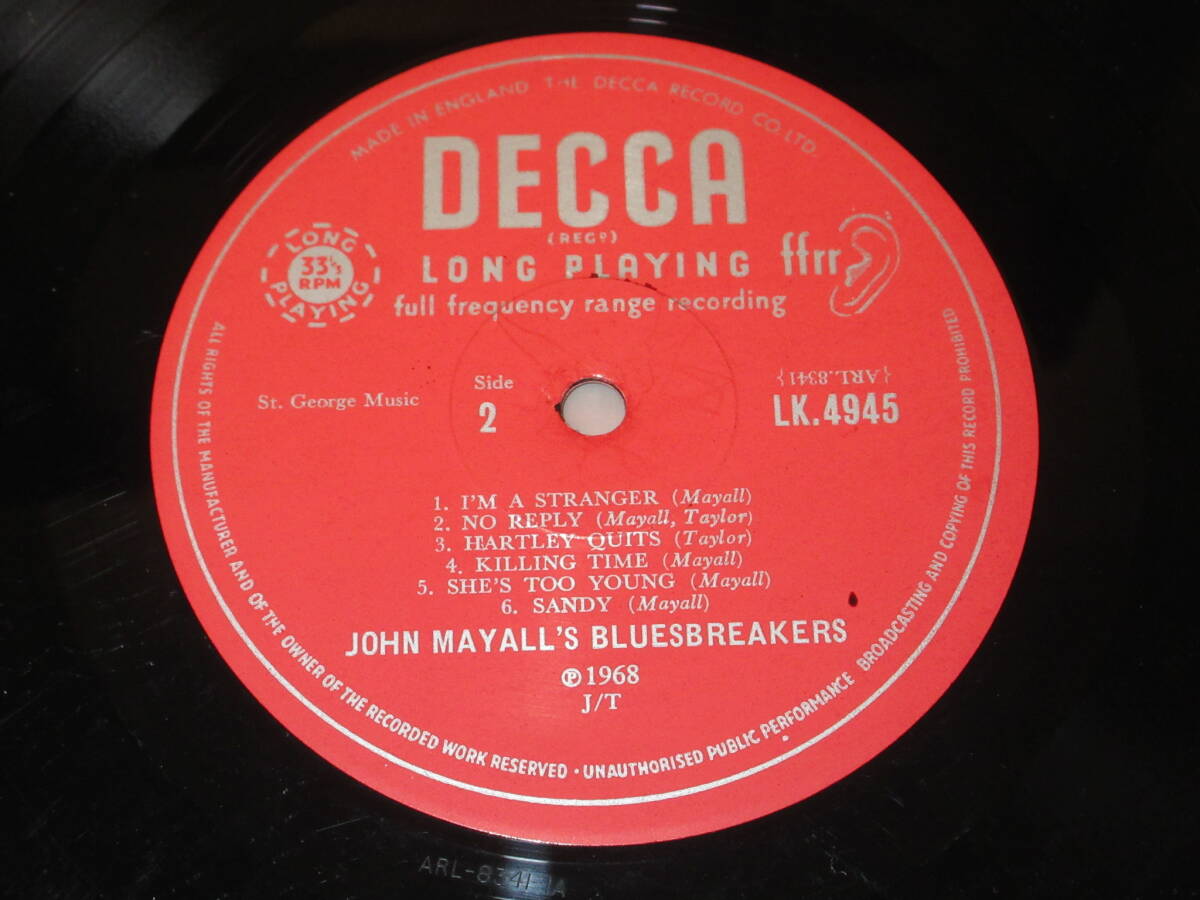 MADE IN ENGLAND THE DECCA RECORD CO. LTD.
DECCA
(REGᴰ)
LONG PLAYING
33⅓ RPM
LONG PLAYING
ffrr
full frequency range recording
St. George Music
Side
2
{ARL.8341}
LK.4945
1. I'M A STRANGER (Mayall)
2. NO REPLY (Mayall, Taylor)
3. HARTLEY QUITS (Taylor)
4. KILLING TIME (Mayall)
5. SHE'S TOO YOUNG (Mayall)
6. SANDY (Mayall)
JOHN MAYALL'S BLUESBREAKERS
℗1968
J/T
ALL RIGHTS OF THE MANUFACTURER AND OF THE OWNER OF THE RECORDED WORK RESERVED · UNAUTHORISED PUBLIC PERFORMANCE BROADCASTING AND COPYING OF THIS RECORD PROHIBITED
ARL-8341-1A